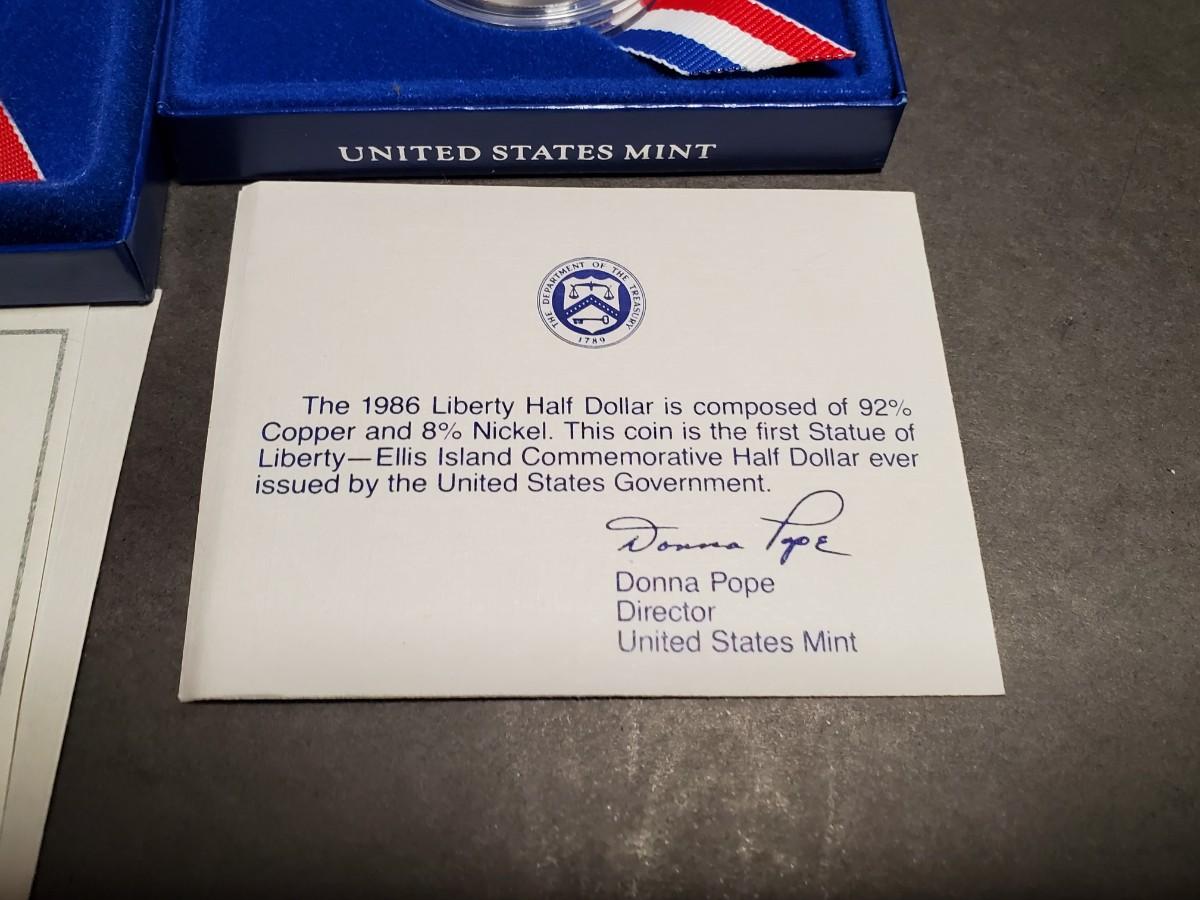 UNITED STATES MINT
THE DEPARTMENT OF THE TREASURY
1789
The 1986 Liberty Half Dollar is composed of 92%
Copper and 8% Nickel. This coin is the first Statue of
Liberty—Ellis Island Commemorative Half Dollar ever
issued by the United States Government.
Donna Pope
Donna Pope
Director
United States Mint